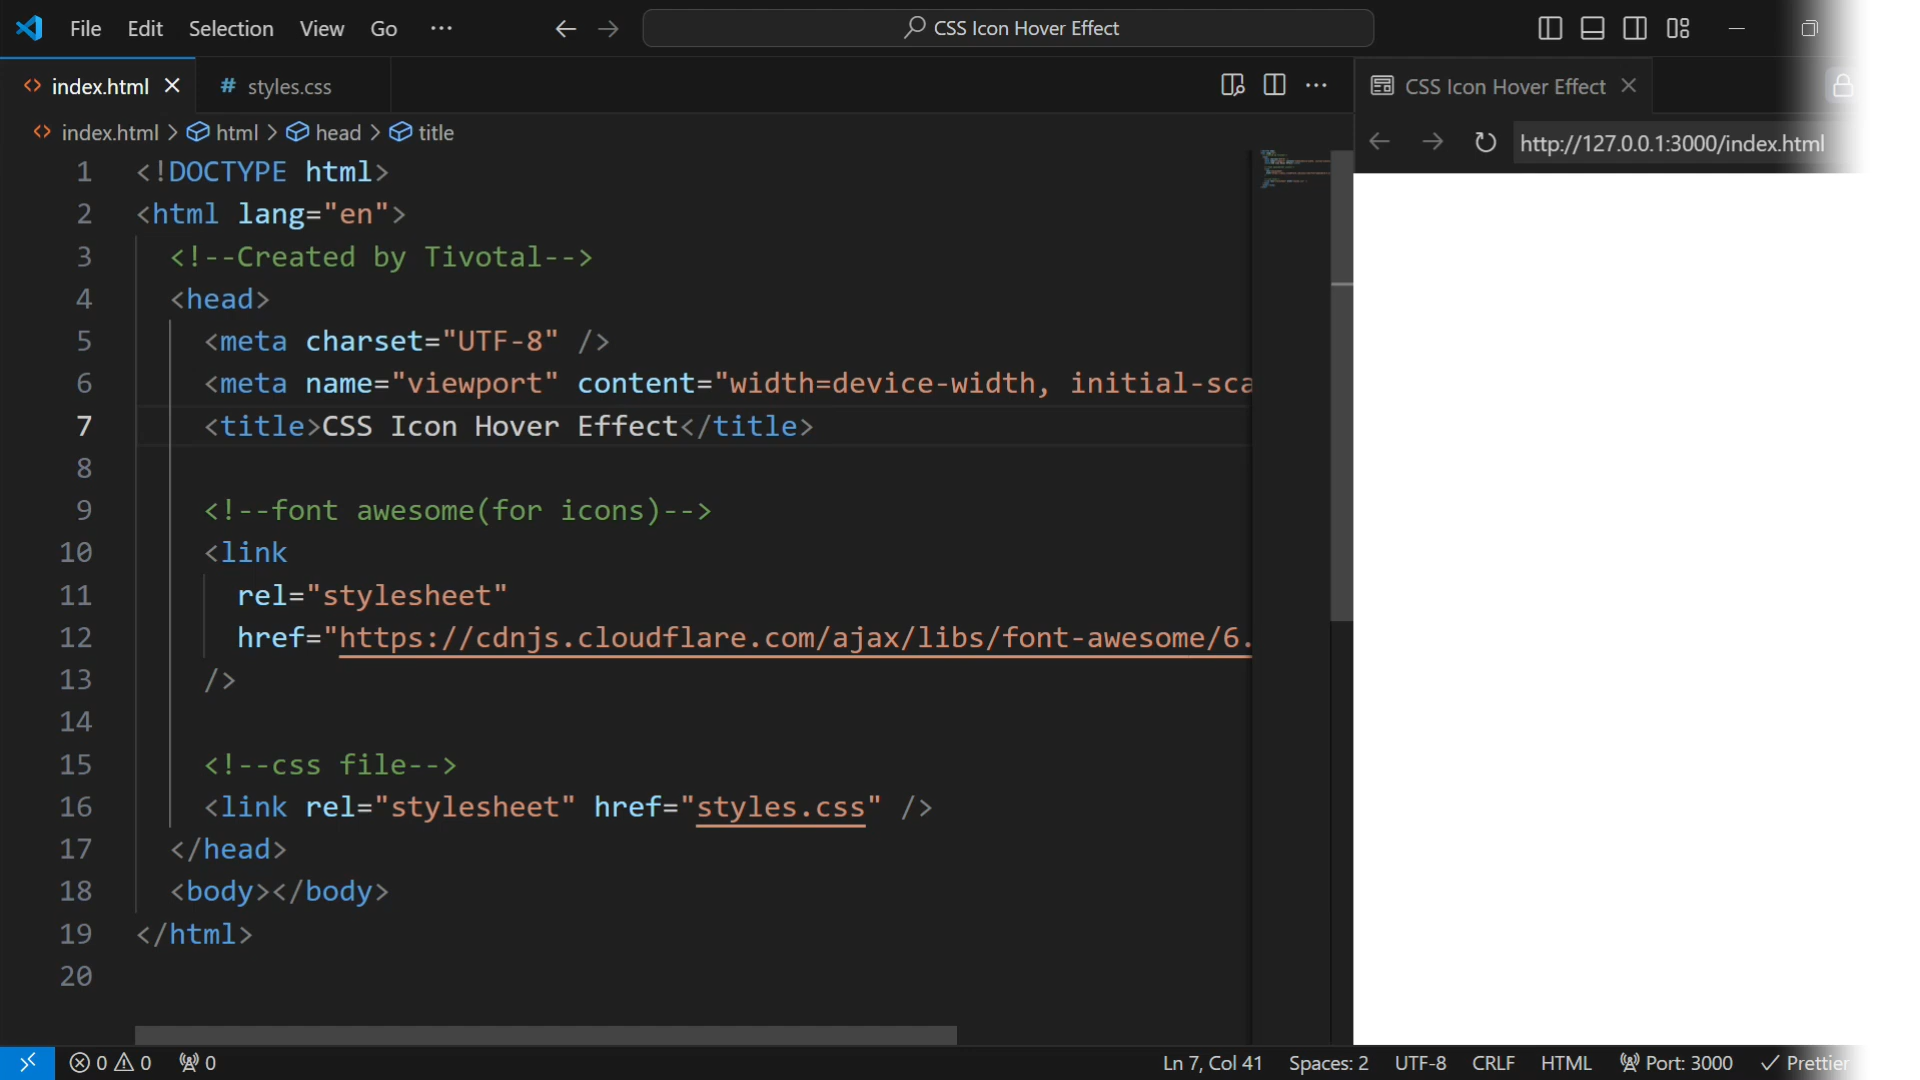 File Edit Selection View Go ··· CSS Icon Hover Effect
index.html # styles.css CSS Icon Hover Effect
index.html > html > head > title http://127.0.0.1:3000/index.html
1 <!DOCTYPE html>
2 <html lang="en">
3 <!--Created by Tivotal-->
4 <head>
5 <meta charset="UTF-8" />
6 <meta name="viewport" content="width=device-width, initial-sca
7 <title>CSS Icon Hover Effect</title>
8
9 <!--font awesome(for icons)-->
10 <link
11 rel="stylesheet"
12 href="https://cdnjs.cloudflare.com/ajax/libs/font-awesome/6.
13 />
14
15 <!--css file-->
16 <link rel="stylesheet" href="styles.css" />
17 </head>
18 <body></body>
19 </html>
20
0 0 0 Ln 7, Col 41 Spaces: 2 UTF-8 CRLF HTML Port: 3000 Prettier